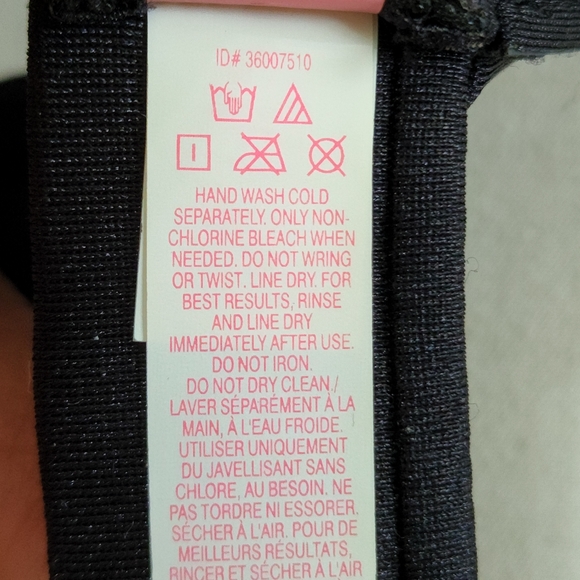 ID# 36007510
HAND WASH COLD
SEPARATELY. ONLY NON-
CHLORINE BLEACH WHEN
NEEDED. DO NOT WRING
OR TWIST. LINE DRY. FOR
BEST RESULTS, RINSE
AND LINE DRY
IMMEDIATELY AFTER USE.
DO NOT IRON.
DO NOT DRY CLEAN./
LAVER SÉPARÉMENT À LA
MAIN, À L'EAU FROIDE.
UTILISER UNIQUEMENT
DU JAVELLISANT SANS
CHLORE, AU BESOIN. NE
PAS TORDRE NI ESSORER.
SÉCHER À L'AIR. POUR DE
MEILLEURS RÉSULTATS,
RINCER ET SÉCHER À L'AIR